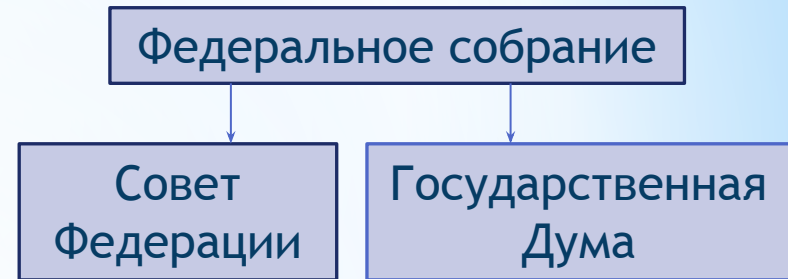 Федеральное собрание
Совет
Федерации
Государственная
Дума